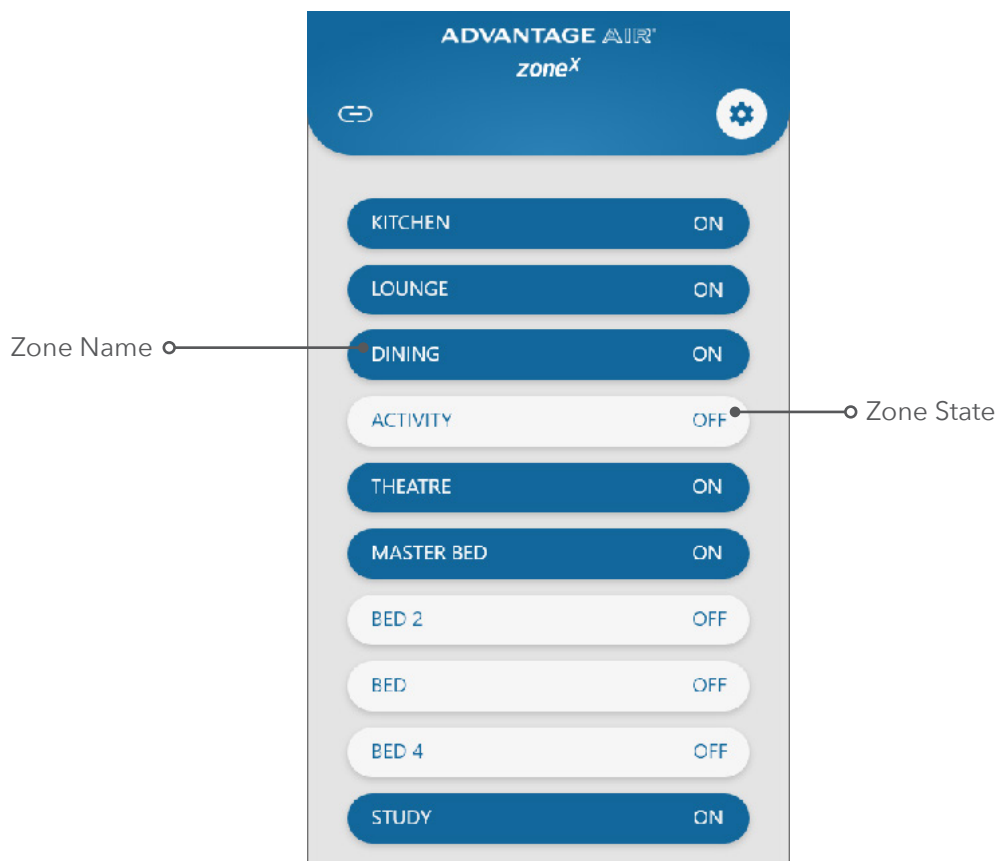 ADVANTAGE AIR
zoneX
KITCHEN ON
LOUNGE ON
Zone Name
DINING ON
ACTIVITY OFF
Zone State
THEATRE ON
MASTER BED ON
BED 2 OFF
BED OFF
BED 4 OFF
STUDY ON